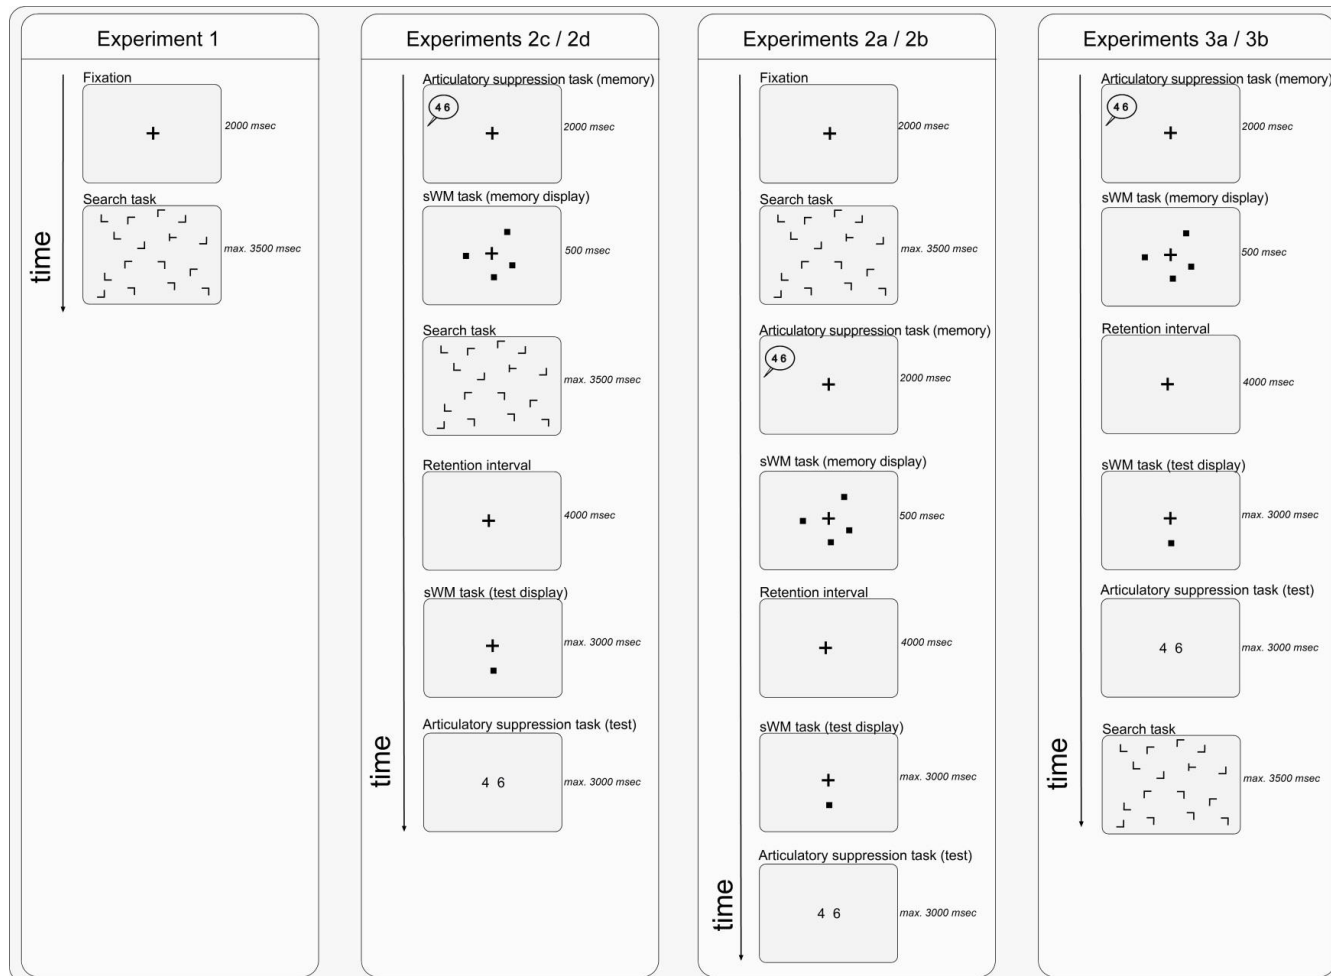 Experiment 1
Fixation
2000 msec
Search task
max. 3500 msec
time
Experiments 2c / 2d
Articulatory suppression task (memory)
4 6
2000 msec
sWM task (memory display)
500 msec
Search task
max. 3500 msec
Retention interval
4000 msec
sWM task (test display)
max. 3000 msec
Articulatory suppression task (test)
4 6
max. 3000 msec
time
Experiments 2a / 2b
Fixation
2000 msec
Search task
max. 3500 msec
Articulatory suppression task (memory)
4 6
2000 msec
sWM task (memory display)
500 msec
Retention interval
4000 msec
sWM task (test display)
max. 3000 msec
Articulatory suppression task (test)
4 6
max. 3000 msec
time
Experiments 3a / 3b
Articulatory suppression task (memory)
4 6
2000 msec
sWM task (memory display)
500 msec
Retention interval
4000 msec
sWM task (test display)
max. 3000 msec
Articulatory suppression task (test)
4 6
max. 3000 msec
Search task
max. 3500 msec
time